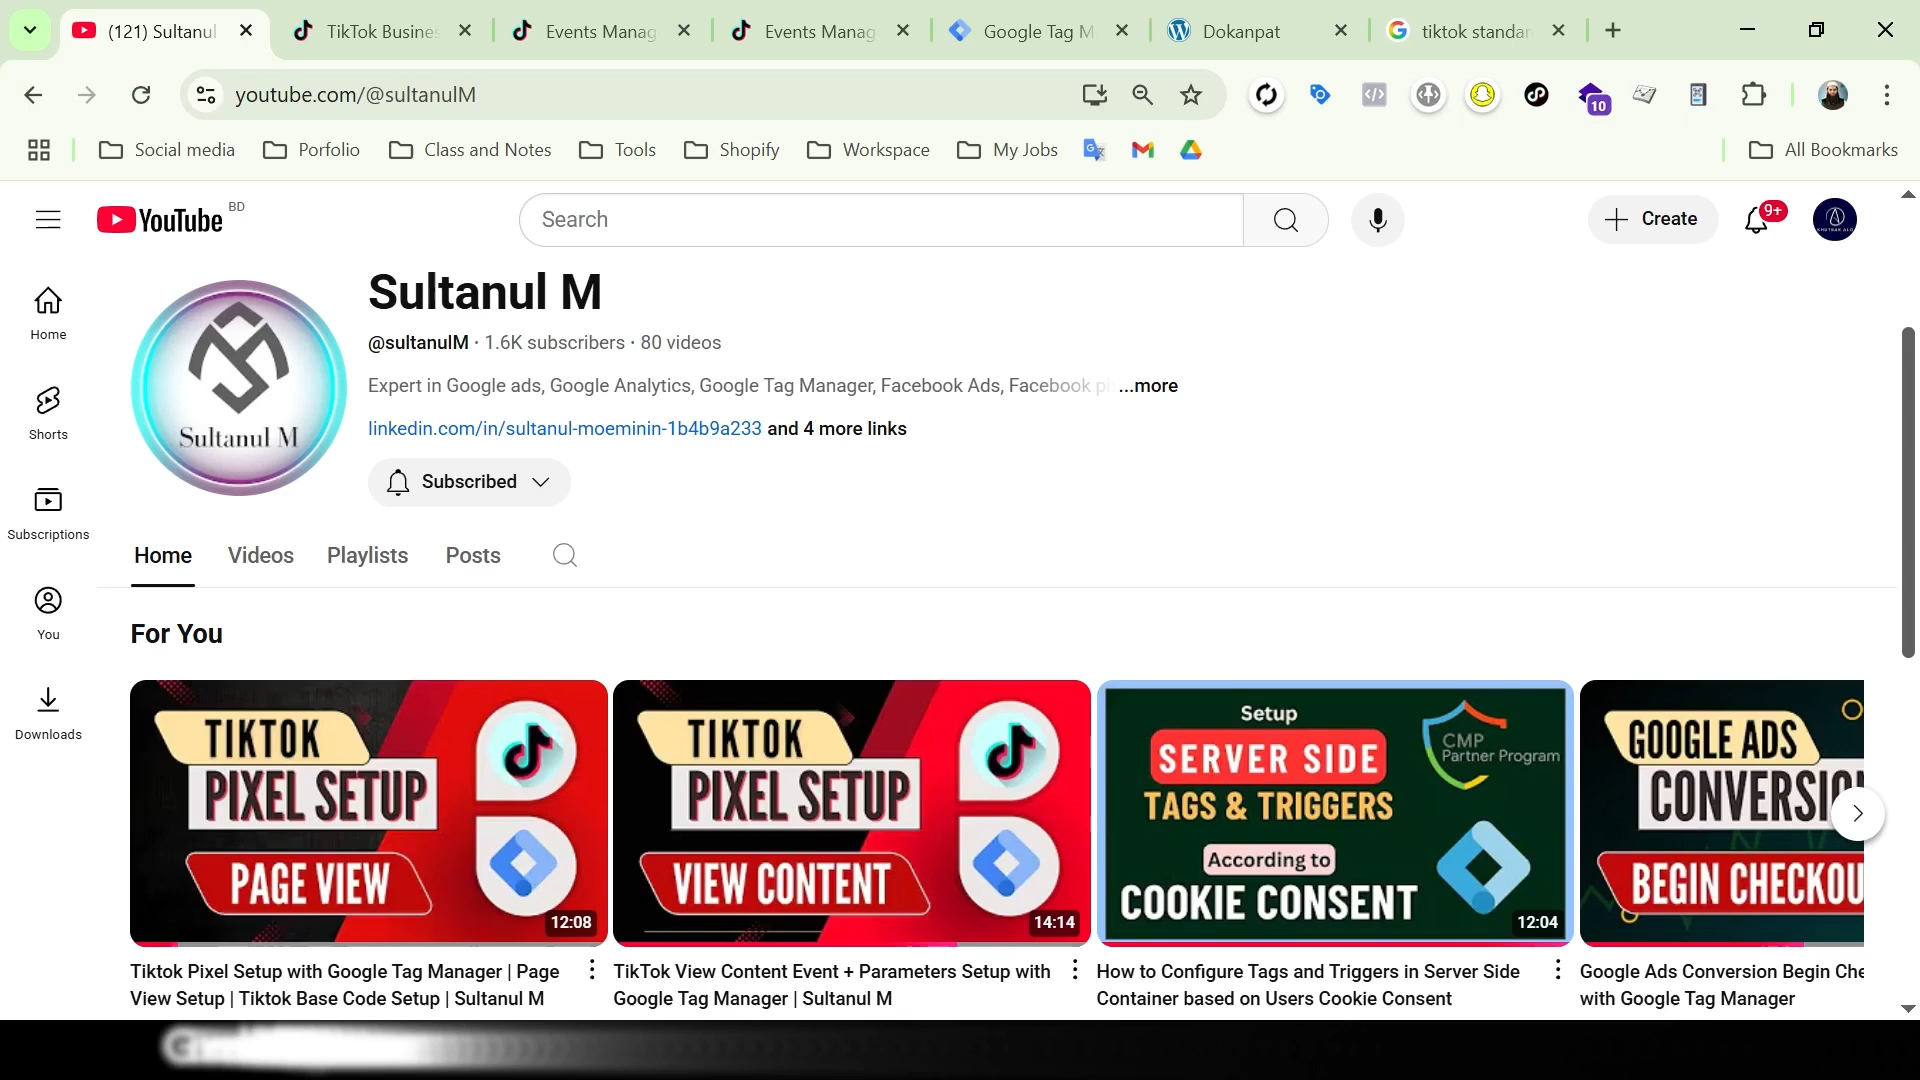 (121) Sultanul
TikTok Busines
Events Manag
Events Manag
Google Tag M
Dokanpat
tiktok standar
youtube.com/@sultanulM
10
Social media
Porfolio
Class and Notes
Tools
Shopify
Workspace
My Jobs
All Bookmarks
YouTube BD
Search
Create
9+
Home
Shorts
Subscriptions
You
Downloads
Sultanul M
Sultanul M
@sultanulM · 1.6K subscribers · 80 videos
Expert in Google ads, Google Analytics, Google Tag Manager, Facebook Ads, Facebook pi ...more
linkedin.com/in/sultanul-moeminin-1b4b9a233 and 4 more links
Subscribed
Home
Videos
Playlists
Posts
For You
TIKTOK
PIXEL SETUP
PAGE VIEW
12:08
Tiktok Pixel Setup with Google Tag Manager | Page
View Setup | Tiktok Base Code Setup | Sultanul M
TIKTOK
PIXEL SETUP
VIEW CONTENT
14:14
TikTok View Content Event + Parameters Setup with
Google Tag Manager | Sultanul M
Setup
SERVER SIDE
TAGS & TRIGGERS
According to
COOKIE CONSENT
CMP
Partner Program
12:04
How to Configure Tags and Triggers in Server Side
Container based on Users Cookie Consent
GOOGLE ADS
CONVERSI
BEGIN CHECKOU
Google Ads Conversion Begin Che
with Google Tag Manager